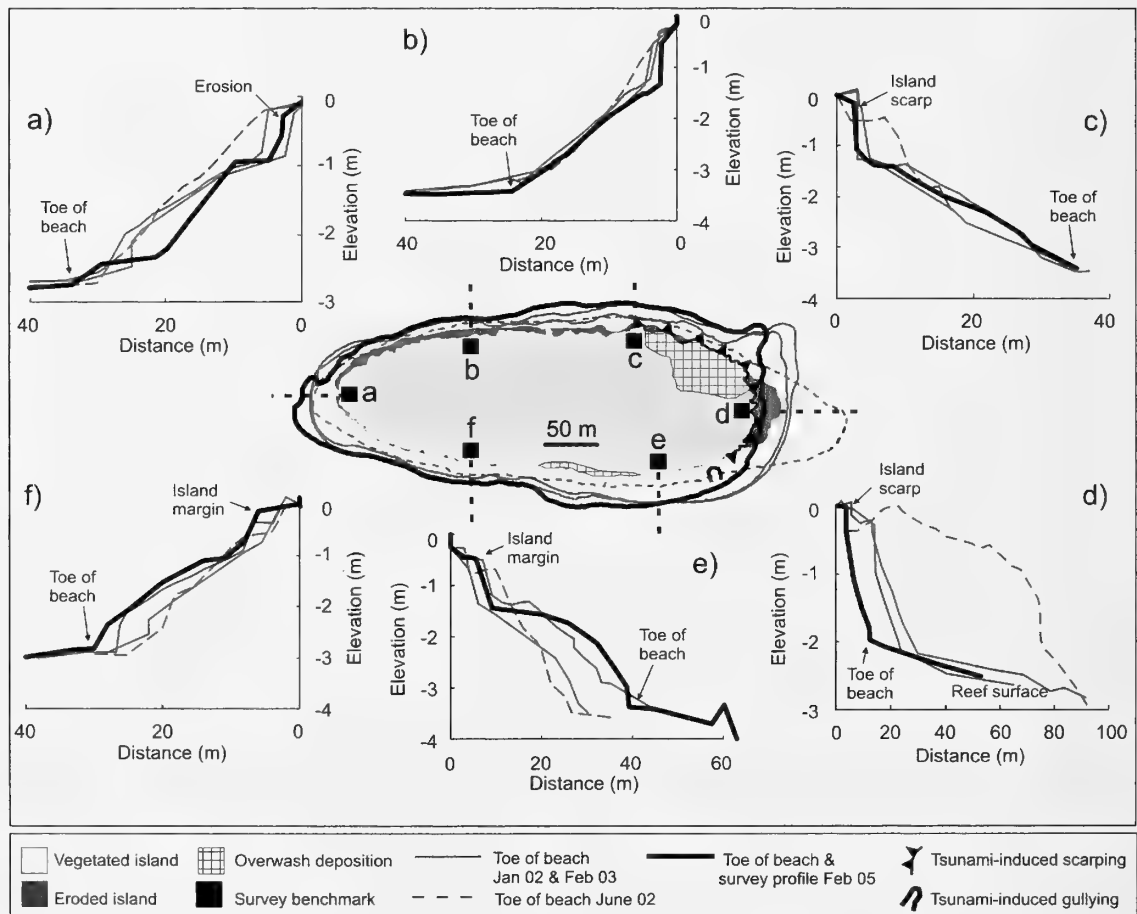 a)
Erosion
Toe of
beach
0
-1
-2
-3
Elevation (m)
40
20
0
Distance (m)
b)
Toe of
beach
0
-1
-2
-3
-4
Elevation (m)
40
20
0
Distance (m)
c)
Island
scarp
Toe of
beach
0
-1
-2
-3
-4
Elevation (m)
0
20
40
Distance (m)
a
b
c
d
e
f
50 m
f)
Island
margin
Toe of
beach
0
-1
-2
-3
-4
Elevation (m)
40
20
0
Distance (m)
e)
Island
margin
Toe of
beach
0
-1
-2
-3
-4
Elevation (m)
0
20
40
60
Distance (m)
d)
Island
scarp
Toe of
beach
Reef surface
0
-1
-2
-3
Elevation (m)
0
20
40
60
80
100
Distance (m)
Vegetated island
Eroded island
Overwash deposition
Survey benchmark
Toe of beach
Jan 02 & Feb 03
Toe of beach June 02
Toe of beach &
survey profile Feb 05
Tsunami-induced scarping
Tsunami-induced gullying